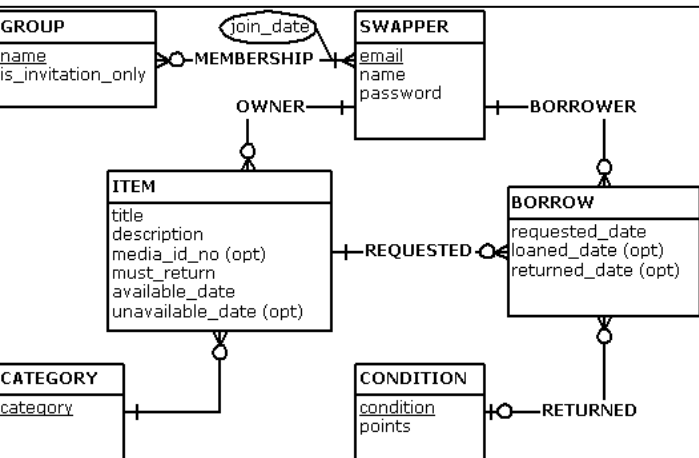 GROUP
name
is_invitation_only
MEMBERSHIP
join_date
SWAPPER
email
name
password
OWNER
BORROWER
ITEM
title
description
media_id_no (opt)
must_return
available_date
unavailable_date (opt)
REQUESTED
BORROW
requested_date
loaned_date (opt)
returned_date (opt)
CATEGORY
category
CONDITION
condition
points
RETURNED